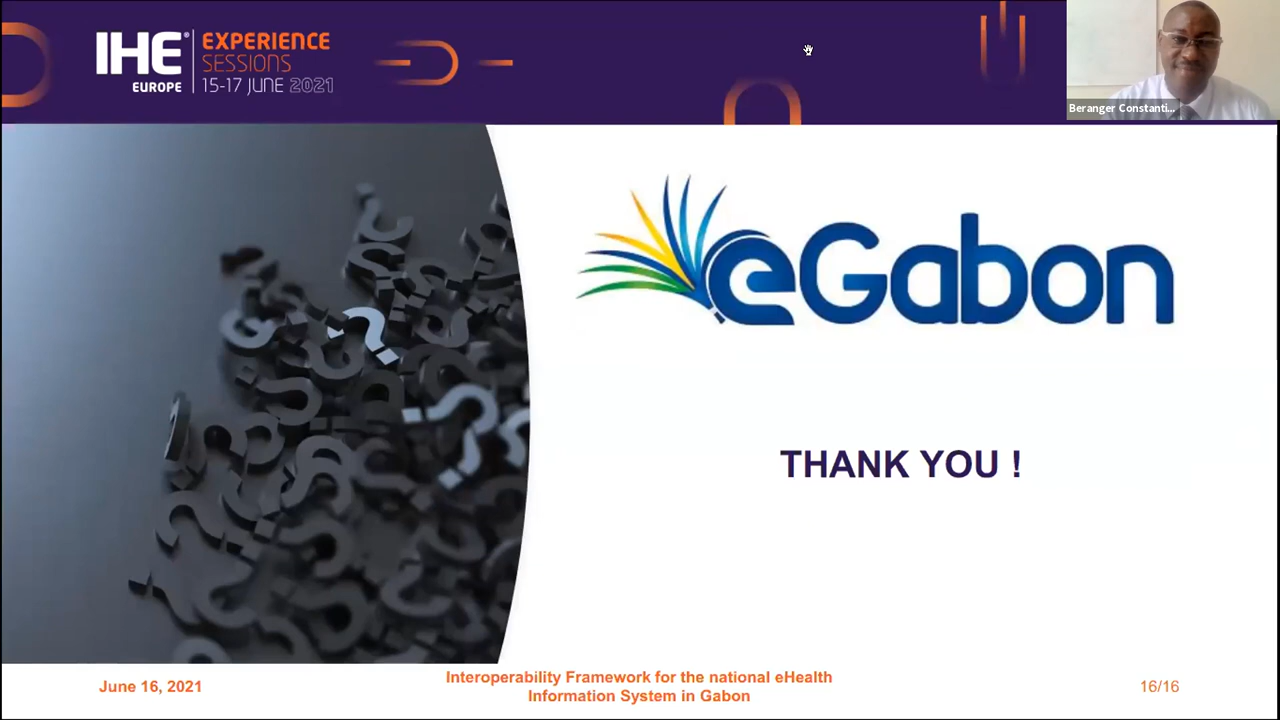 IHE® EXPERIENCE
SESSIONS
EUROPE 15-17 JUNE 2021
Beranger Constanti...
eGabon
THANK YOU !
June 16, 2021
Interoperability Framework for the national eHealth
Information System in Gabon
16/16